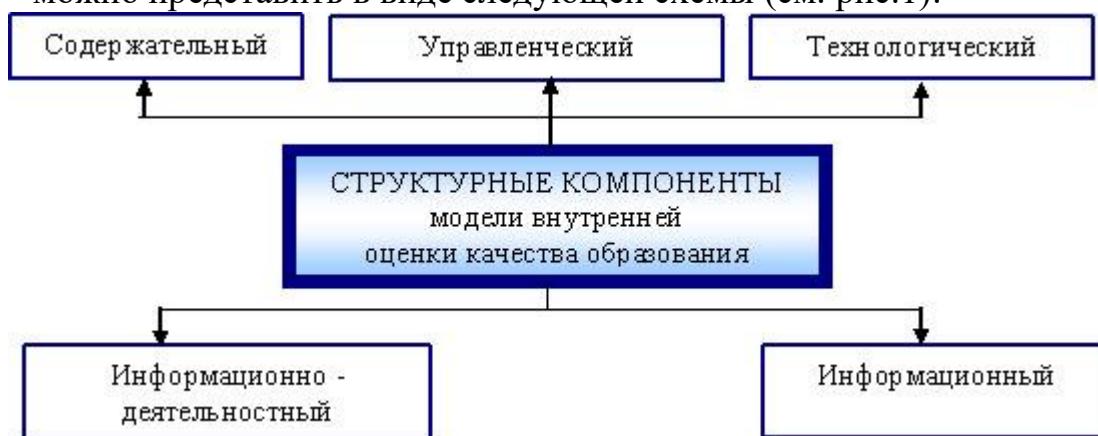 можно представить в виде следующей схемы (см. рис.1):
Содержательный
Управленческий
Технологический
СТРУКТУРНЫЕ КОМПОНЕНТЫ
модели внутренней
оценки качества образования
Информационно -
деятельностный
Информационный